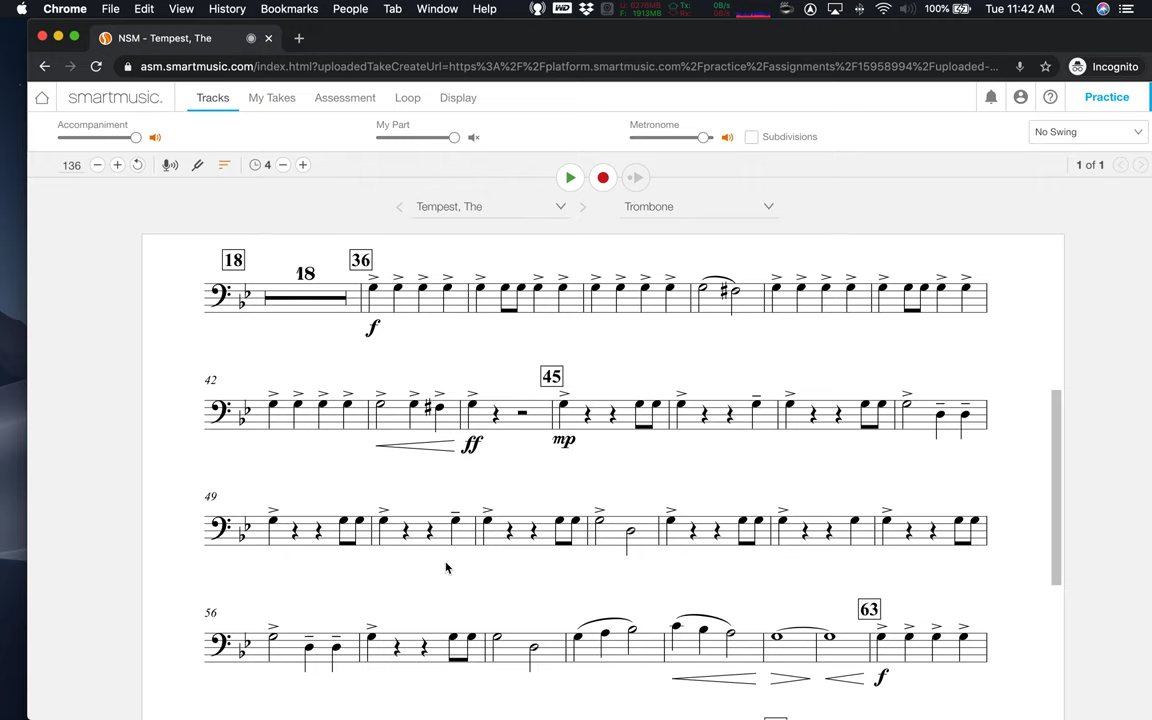 Chrome File Edit View History Bookmarks People Tab Window Help 100% Tue 11:42 AM
NSM - Tempest, The
asm.smartmusic.com/index.html?uploadedTakeCreateUrl=https%3A%2F%2Fplatform.smartmusic.com%2Fpractice%2Fassignments%2F15958994%2Fuploaded-... Incognito
smartmusic. Tracks My Takes Assessment Loop Display Practice
Accompaniment My Part Metronome Subdivisions No Swing
136 4 1 of 1
Tempest, The Trombone
18 18 36
f
42 45
ff mp
49
56 63
f